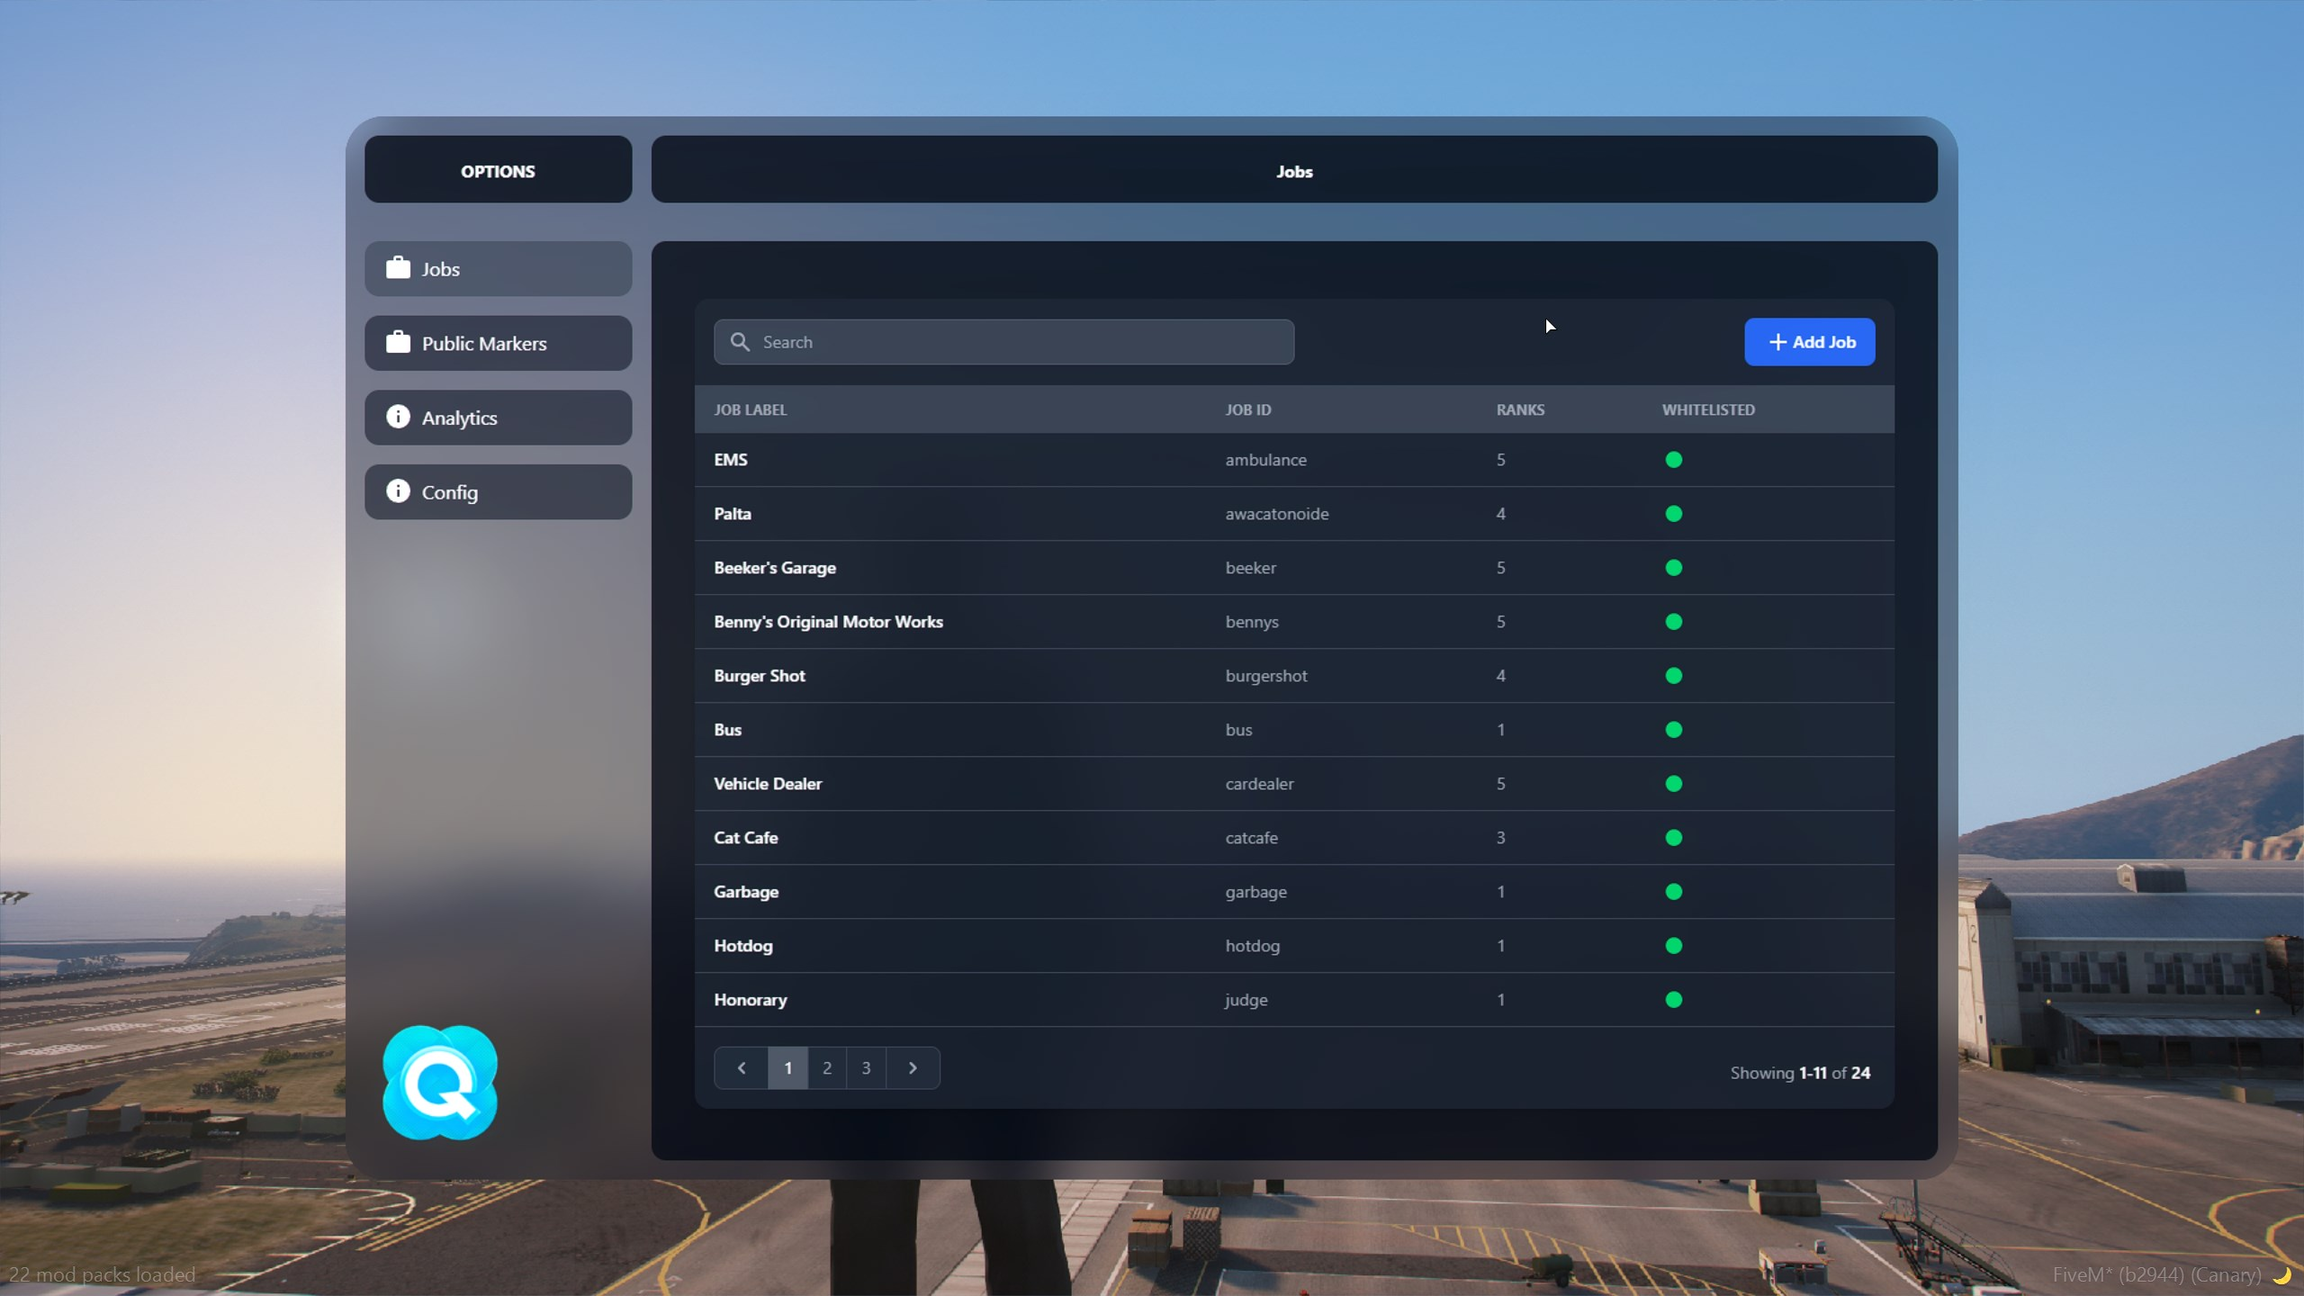 OPTIONS
Jobs
Jobs
Public Markers
Analytics
Config
Search
Add Job
JOB LABEL JOB ID RANKS WHITELISTED
EMS ambulance 5
Palta awacatonoide 4
Beeker's Garage beeker 5
Benny's Original Motor Works bennys 5
Burger Shot burgershot 4
Bus bus 1
Vehicle Dealer cardealer 5
Cat Cafe catcafe 3
Garbage garbage 1
Hotdog hotdog 1
Honorary judge 1
1 2 3
Showing 1-11 of 24
Q
2
22 mod packs loaded
FiveM* (b2944) (Canary)